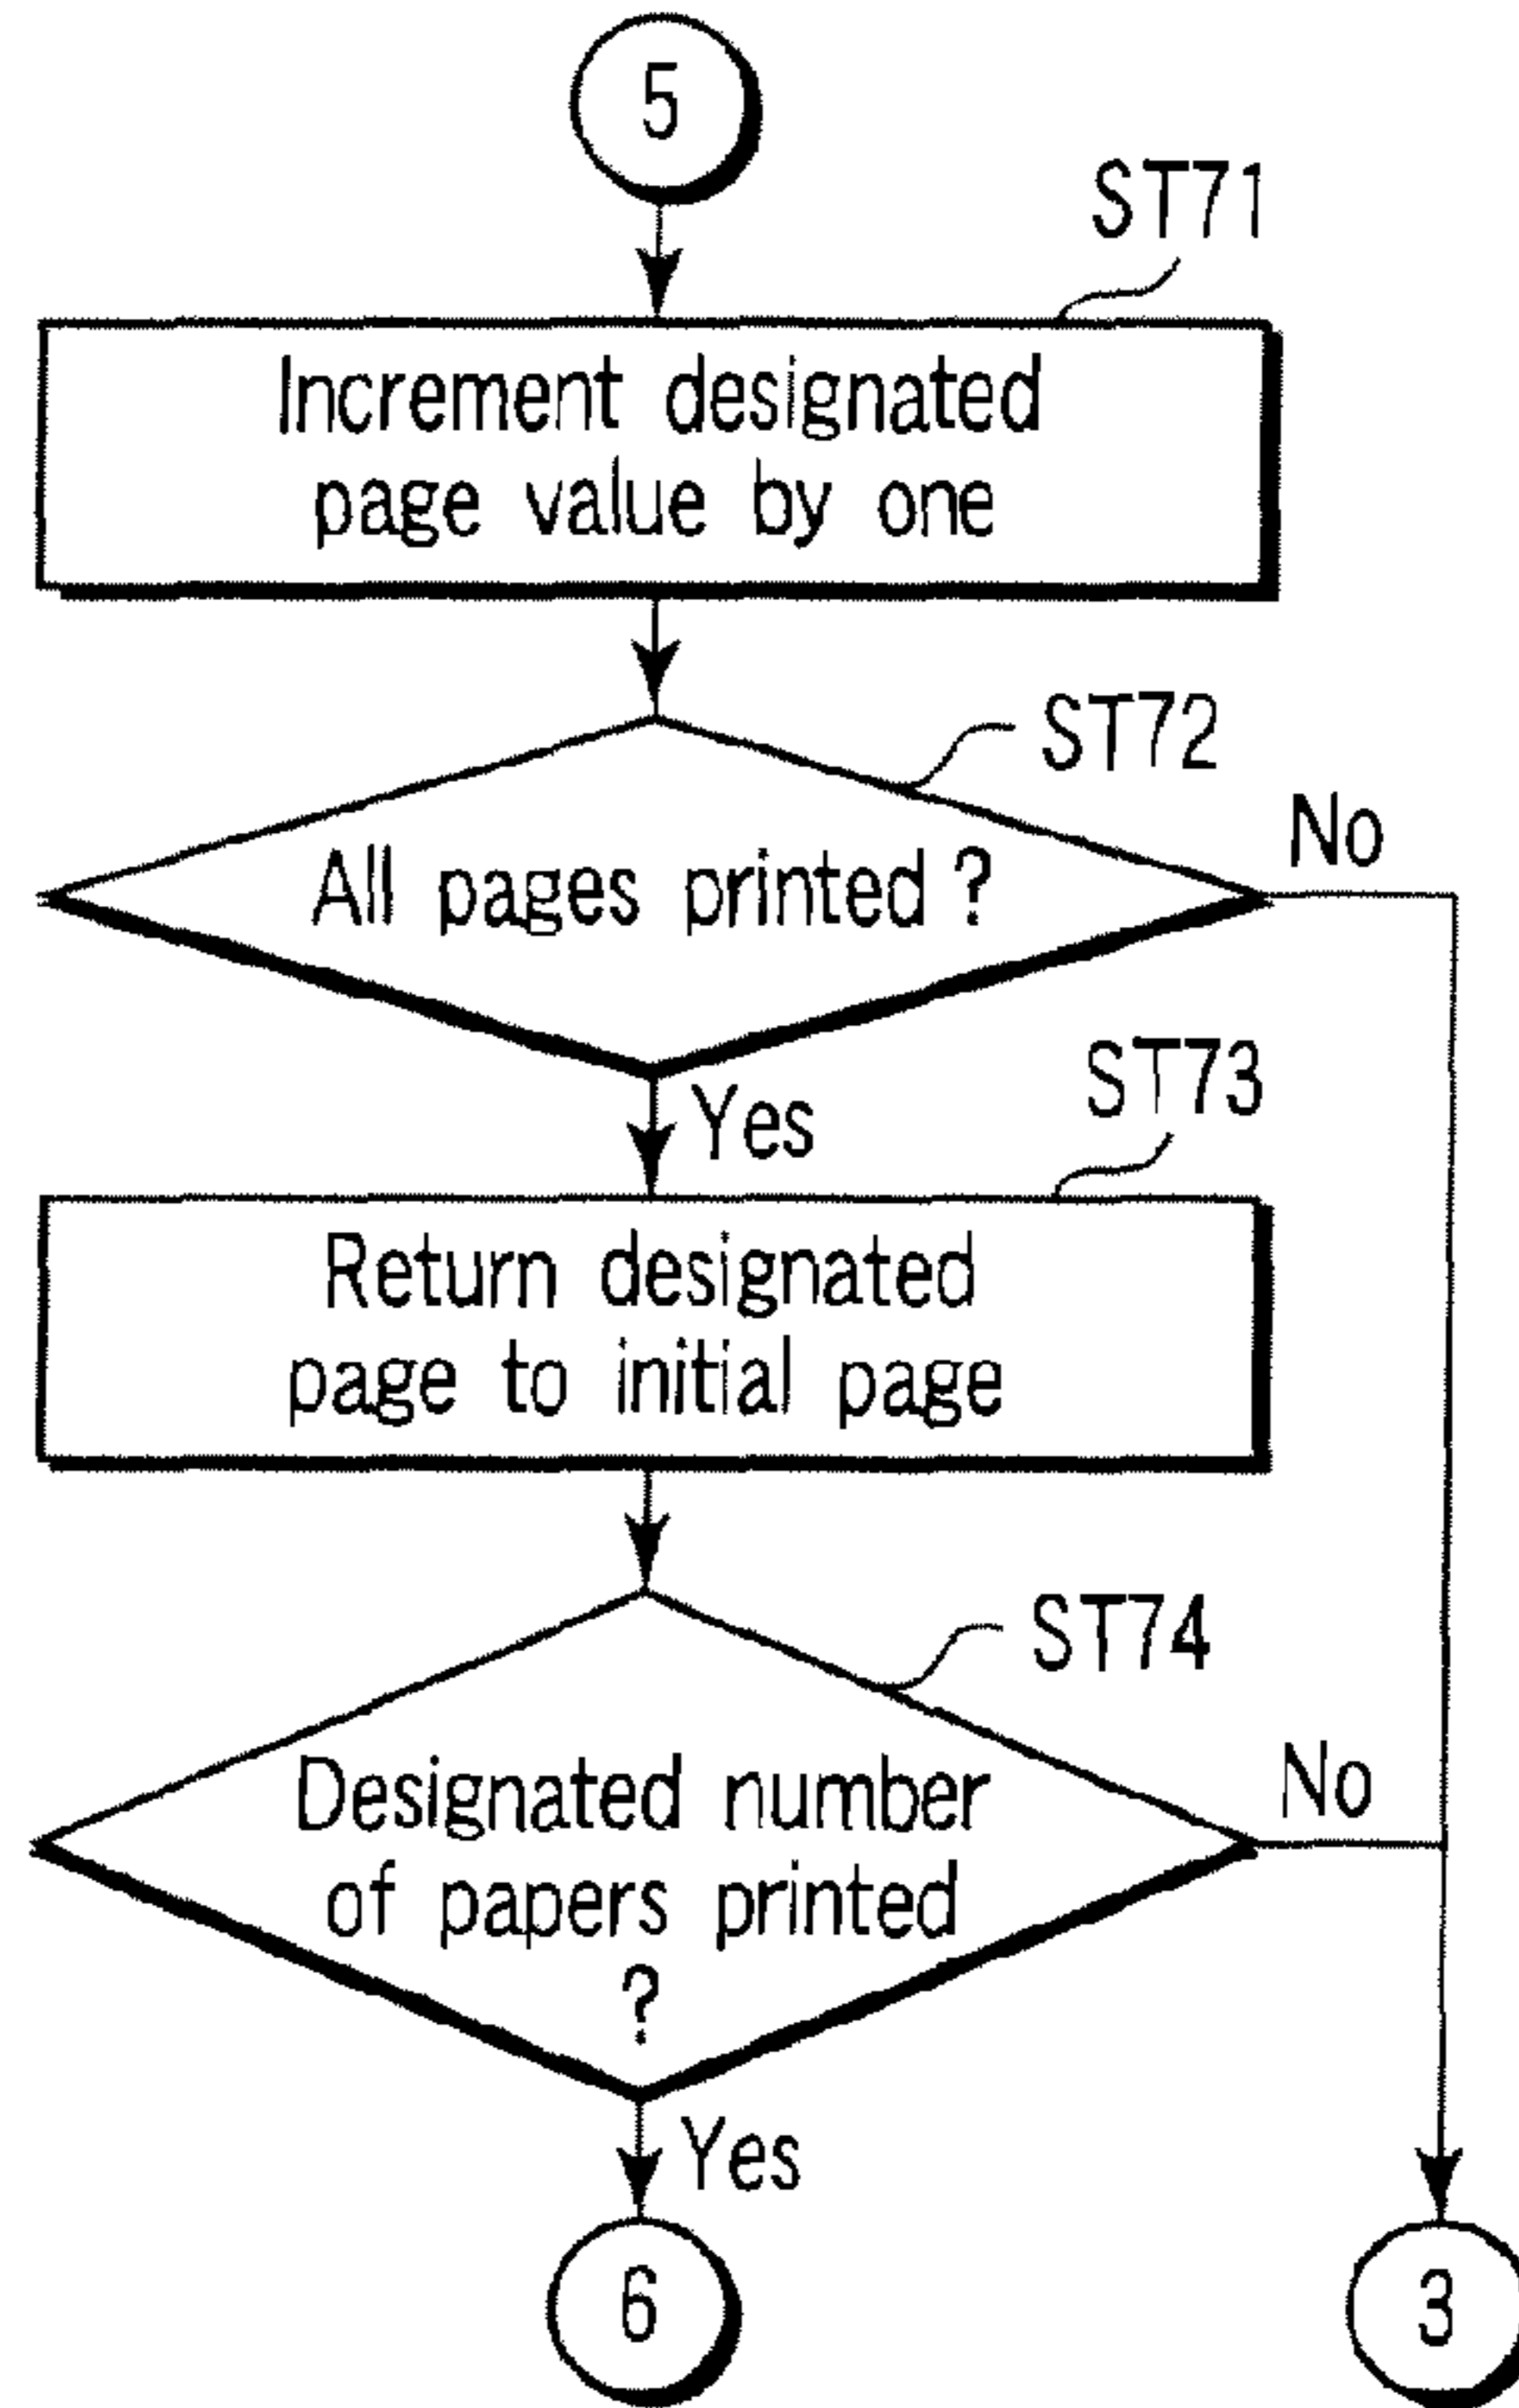 5
ST71
Increment designated
page value by one
ST72
No
All pages printed ?
Yes
ST73
Return designated
page to initial page
ST74
No
Designated number
of papers printed
?
Yes
6
3